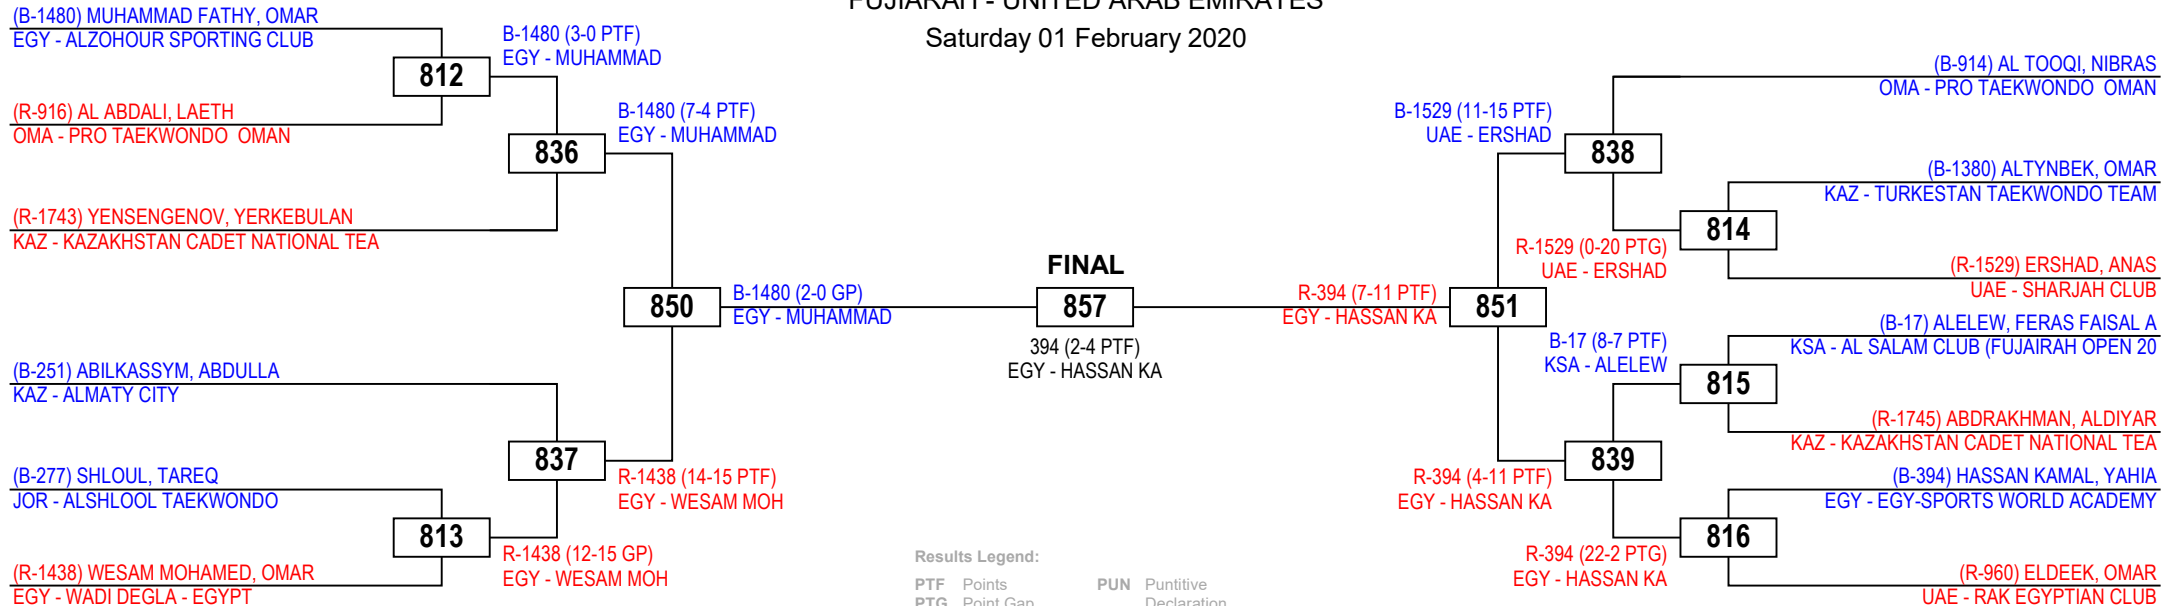 FUJIARAH - UNITED ARAB EMIRATES
Saturday 01 February 2020
(B-1480) MUHAMMAD FATHY, OMAR
EGY - ALZOHOUR SPORTING CLUB
812
B-1480 (3-0 PTF)
EGY - MUHAMMAD
(R-916) AL ABDALI, LAETH
OMA - PRO TAEKWONDO  OMAN
836
B-1480 (7-4 PTF)
EGY - MUHAMMAD
(R-1743) YENSENGENOV, YERKEBULAN
KAZ - KAZAKHSTAN CADET NATIONAL TEA
850
B-1480 (2-0 GP)
EGY - MUHAMMAD
(B-251) ABILKASSYM, ABDULLA
KAZ - ALMATY CITY
837
R-1438 (14-15 PTF)
EGY - WESAM MOH
(B-277) SHLOUL, TAREQ
JOR - ALSHLOOL TAEKWONDO
813
R-1438 (12-15 GP)
EGY - WESAM MOH
(R-1438) WESAM MOHAMED, OMAR
EGY - WADI DEGLA - EGYPT
FINAL
857
394 (2-4 PTF)
EGY - HASSAN KA
(B-914) AL TOOQI, NIBRAS
OMA - PRO TAEKWONDO  OMAN
B-1529 (11-15 PTF)
UAE - ERSHAD
838
(B-1380) ALTYNBEK, OMAR
KAZ - TURKESTAN TAEKWONDO TEAM
814
R-1529 (0-20 PTG)
UAE - ERSHAD
(R-1529) ERSHAD, ANAS
UAE - SHARJAH CLUB
R-394 (7-11 PTF)
EGY - HASSAN KA
851
(B-17) ALELEW, FERAS FAISAL A
KSA - AL SALAM CLUB (FUJAIRAH OPEN 20
B-17 (8-7 PTF)
KSA - ALELEW
815
(R-1745) ABDRAKHMAN, ALDIYAR
KAZ - KAZAKHSTAN CADET NATIONAL TEA
839
R-394 (4-11 PTF)
EGY - HASSAN KA
(B-394) HASSAN KAMAL, YAHIA
EGY - EGY-SPORTS WORLD ACADEMY
816
R-394 (22-2 PTG)
EGY - HASSAN KA
(R-960) ELDEEK, OMAR
UAE - RAK EGYPTIAN CLUB
Results Legend:
PTF Points PUN Puntitive
PTG Point Gap Declaration